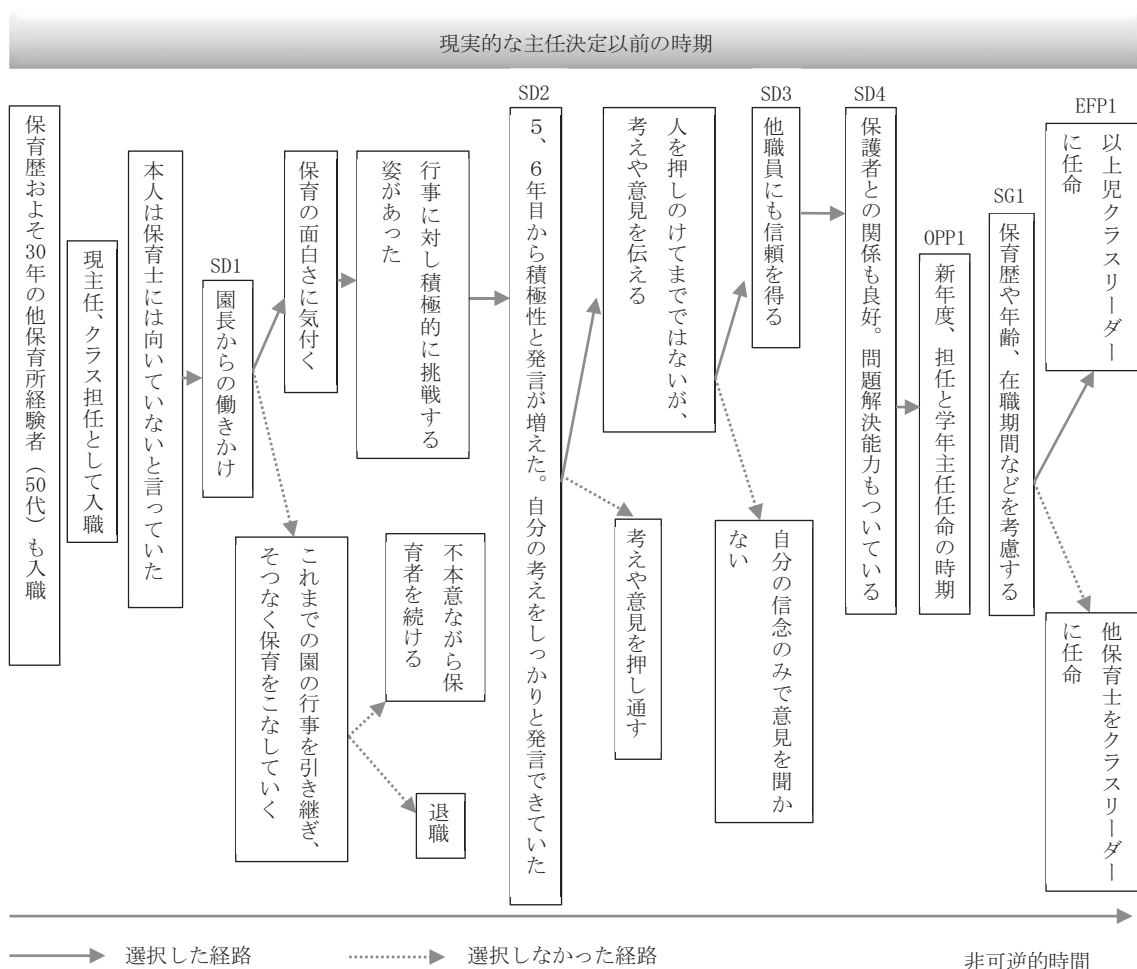 現実的な主任決定以前の時期
保育歴およそ30年の他保育所経験者（50代）も入職
現主任、クラス担任として入職
本人は保育士には向いていないと言っていた
SD1
園長からの働きかけ
保育の面白さに気付く
行事に対し積極的に挑戦する
姿があった
これまでの園の行事を引き継ぎ、
そつなく保育をこなしていく
不本意ながら保
育者を続ける
退職
SD2
5、6年目から積極性と発言が増えた。自分の考えをしっかりと発言できていた
人を押しのけてまでではないが、
考えや意見を伝える
考えや意見を押し通す
SD3
他職員にも信頼を得る
自分の信念のみで意見を聞か
ない
SD4
保護者との関係も良好。問題解決能力もついている
OPP1
新年度、担任と学年主任任命の時期
SG1
保育歴や年齢、在職期間などを考慮する
EFP1
以上児クラスリーダー
に任命
他保育士をクラスリーダー
に任命
選択した経路
選択しなかった経路
非可逆的時間